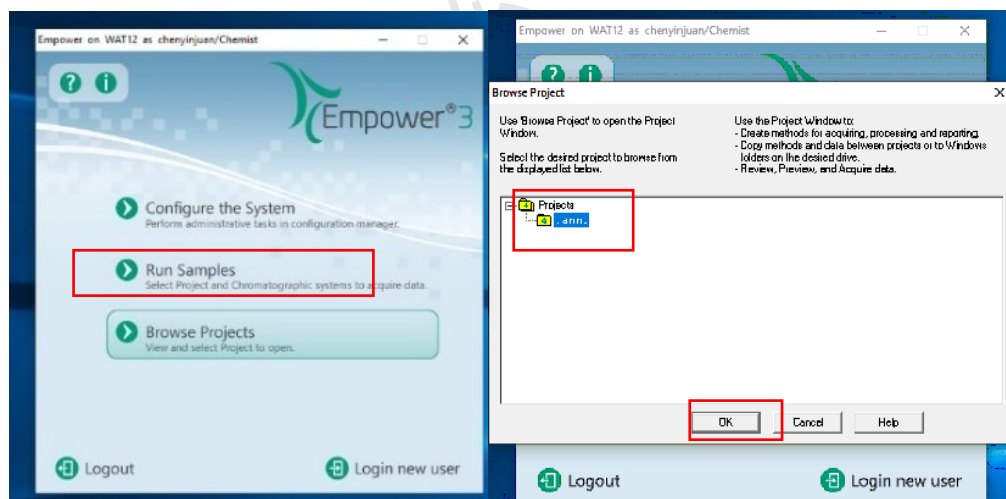 Empower on WAT12 as chenyinjuan/Chemist
Empower®3
Configure the System
Perform administrative tasks in configuration manager.
Run Samples
Select Project and Chromatographic systems to acquire data.
Browse Projects
View and select Project to open.
Logout
Login new user
Empower on WAT12 as chenyinjuan/Chemist
Browse Project
Use 'Browse Project' to open the Project
Window.
Select the desired project to browse from
the displayed list below.
Use the Project Window to:
- Create methods for acquiring, processing and reporting.
- Copy methods and data between projects or to Windows
folders on the desired drive.
- Review, Preview, and Acquire data.
Projects
OK
Cancel
Help
Logout
Login new user